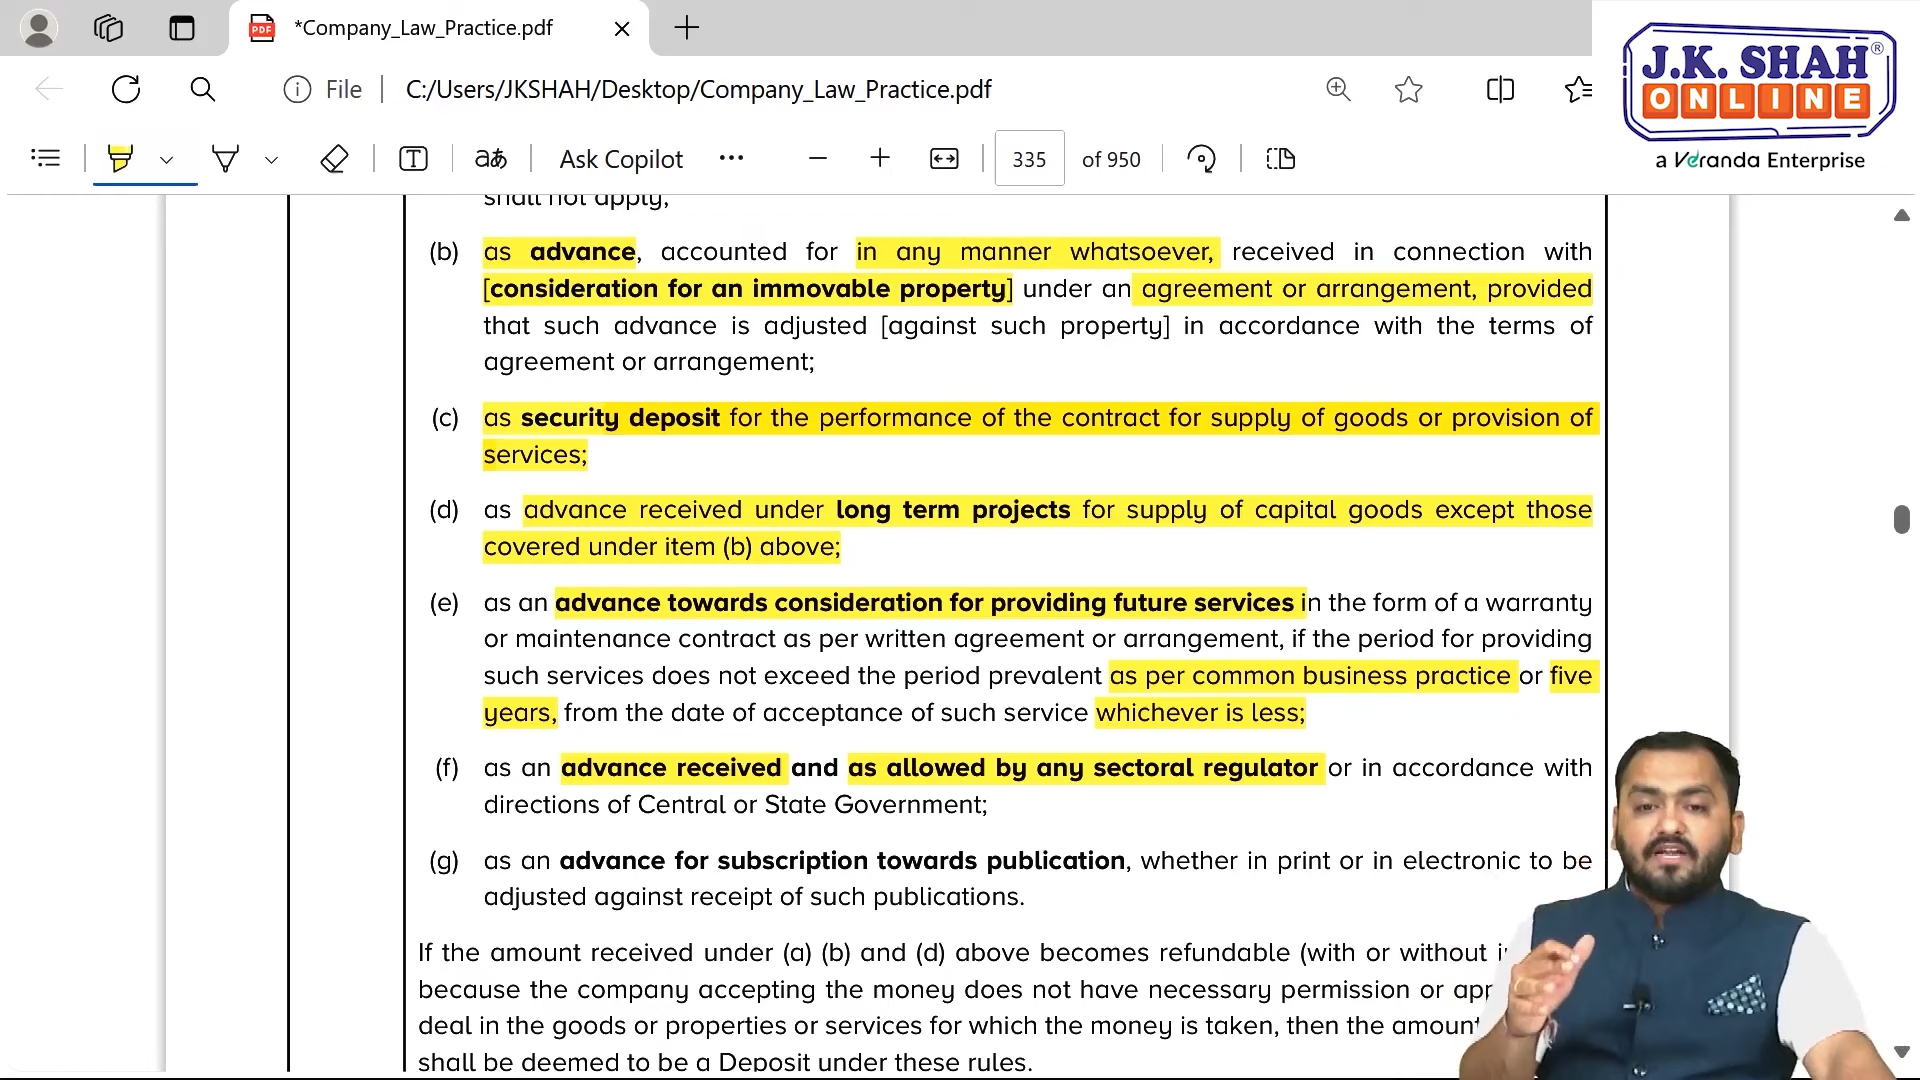 *Company_Law_Practice.pdf
File
C:/Users/JKSHAH/Desktop/Company_Law_Practice.pdf
J.K. SHAH®
ONLINE
a Veranda Enterprise
PDF
Ask Copilot
335 of 950
shall not apply;
(b) as advance, accounted for in any manner whatsoever, received in connection with
[consideration for an immovable property] under an agreement or arrangement, provided
that such advance is adjusted [against such property] in accordance with the terms of
agreement or arrangement;
(c) as security deposit for the performance of the contract for supply of goods or provision of
services;
(d) as advance received under long term projects for supply of capital goods except those
covered under item (b) above;
(e) as an advance towards consideration for providing future services in the form of a warranty
or maintenance contract as per written agreement or arrangement, if the period for providing
such services does not exceed the period prevalent as per common business practice or five
years, from the date of acceptance of such service whichever is less;
(f) as an advance received and as allowed by any sectoral regulator or in accordance with
directions of Central or State Government;
(g) as an advance for subscription towards publication, whether in print or in electronic to be
adjusted against receipt of such publications.
If the amount received under (a) (b) and (d) above becomes refundable (with or without
because the company accepting the money does not have necessary permission or
deal in the goods or properties or services for which the money is taken, then the amount
shall be deemed to be a Deposit under these rules.